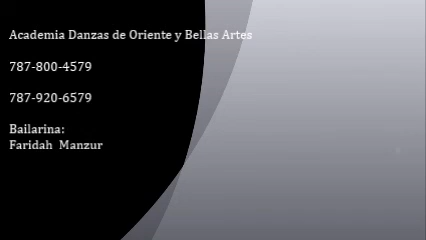 Academia Danzas de Oriente y Bellas Artes
787-800-4579
787-920-6579
Bailarina:
Faridah Manzur